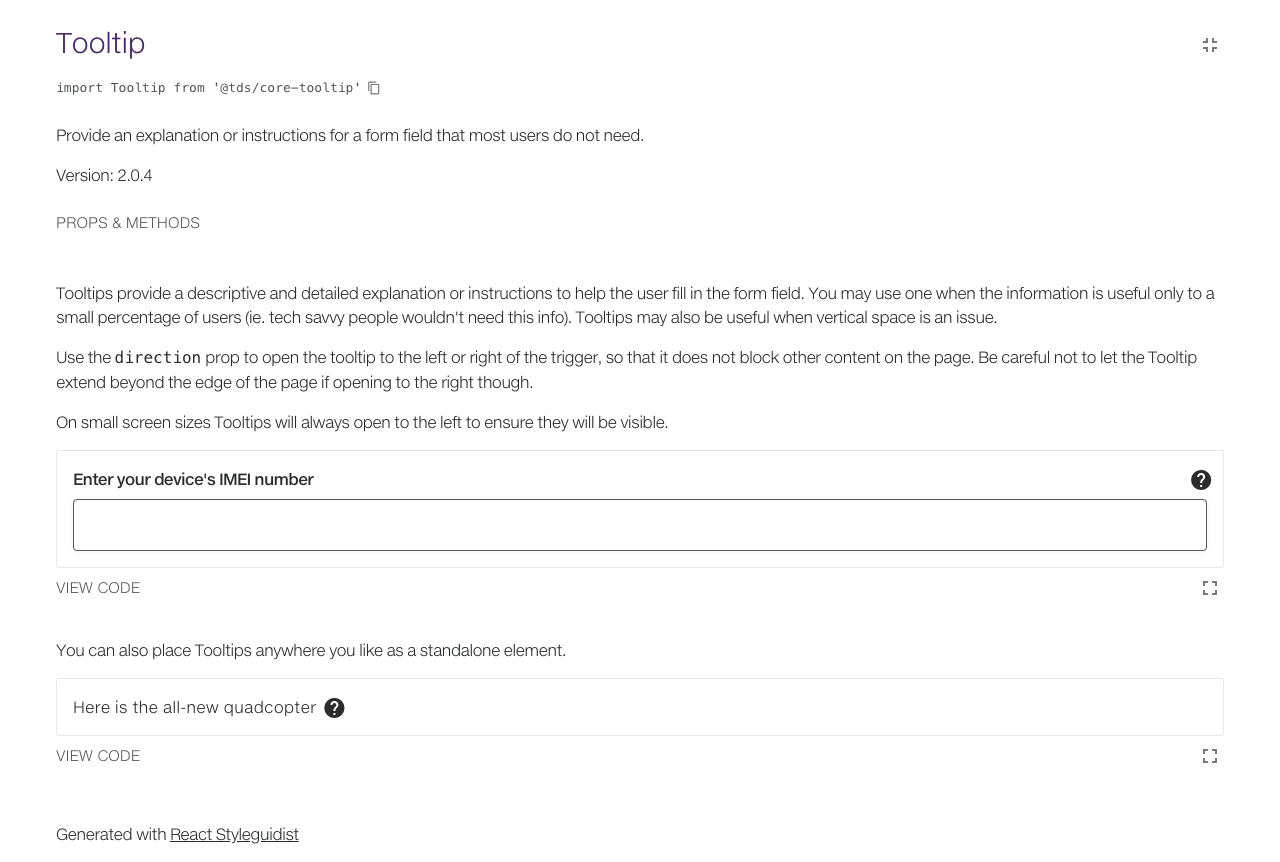 Tooltip
import Tooltip from '@tds/core-tooltip'
Provide an explanation or instructions for a form field that most users do not need.
Version: 2.0.4
PROPS & METHODS
Tooltips provide a descriptive and detailed explanation or instructions to help the user fill in the form field. You may use one when the information is useful only to a
small percentage of users (ie. tech savvy people wouldn't need this info). Tooltips may also be useful when vertical space is an issue.
Use the direction prop to open the tooltip to the left or right of the trigger, so that it does not block other content on the page. Be careful not to let the Tooltip
extend beyond the edge of the page if opening to the right though.
On small screen sizes Tooltips will always open to the left to ensure they will be visible.
Enter your device's IMEI number ?
VIEW CODE
You can also place Tooltips anywhere you like as a standalone element.
Here is the all-new quadcopter ?
VIEW CODE
Generated with React Styleguidist